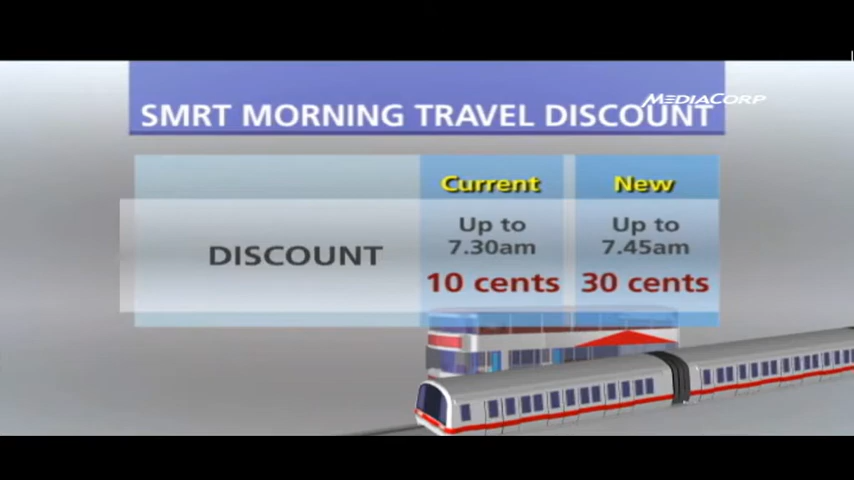 MEDIACORP
SMRT MORNING TRAVEL DISCOUNT
Current
New
DISCOUNT
Up to
7.30am
10 cents
Up to
7.45am
30 cents